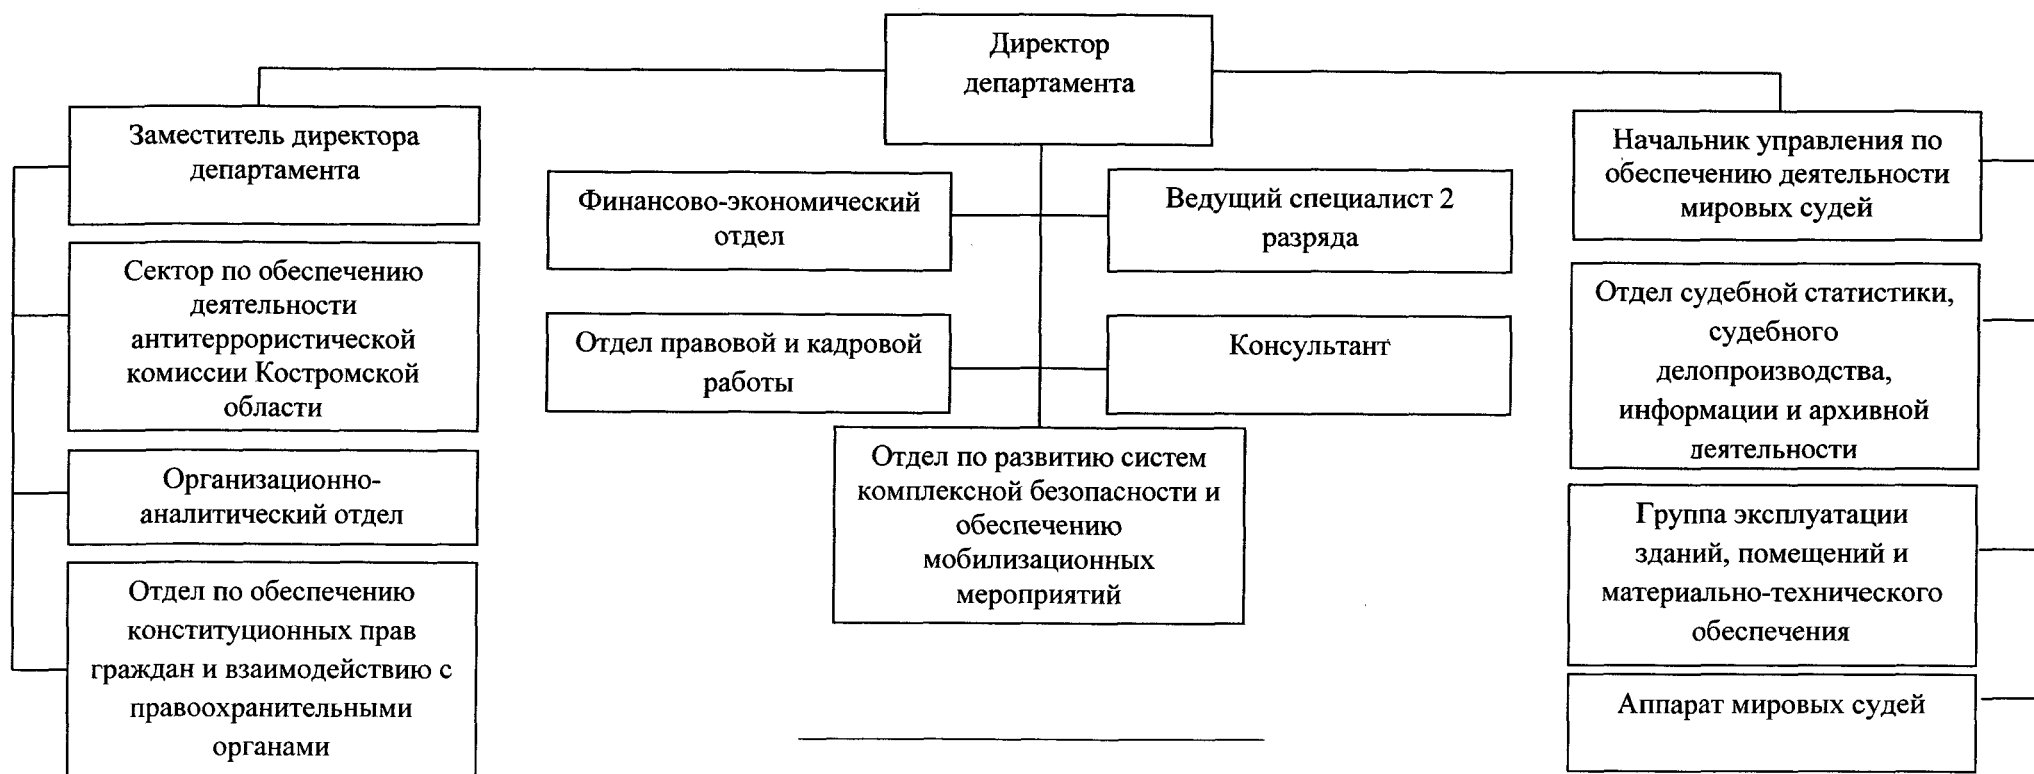 Директор
департамента
Заместитель директора
департамента
Сектор по обеспечению
деятельности
антитеррористической
комиссии Костромской
области
Организационно-
аналитический отдел
Отдел по обеспечению
конституционных прав
граждан и взаимодействию с
правоохранительными
органами
Финансово-экономический
отдел
Ведущий специалист 2
разряда
Отдел правовой и кадровой
работы
Консультант
Отдел по развитию систем
комплексной безопасности и
обеспечению
мобилизационных
мероприятий
Начальник управления по
обеспечению деятельности
мировых судей
Отдел судебной статистики,
судебного
делопроизводства,
информации и архивной
деятельности
Группа эксплуатации
зданий, помещений и
материально-технического
обеспечения
Аппарат мировых судей